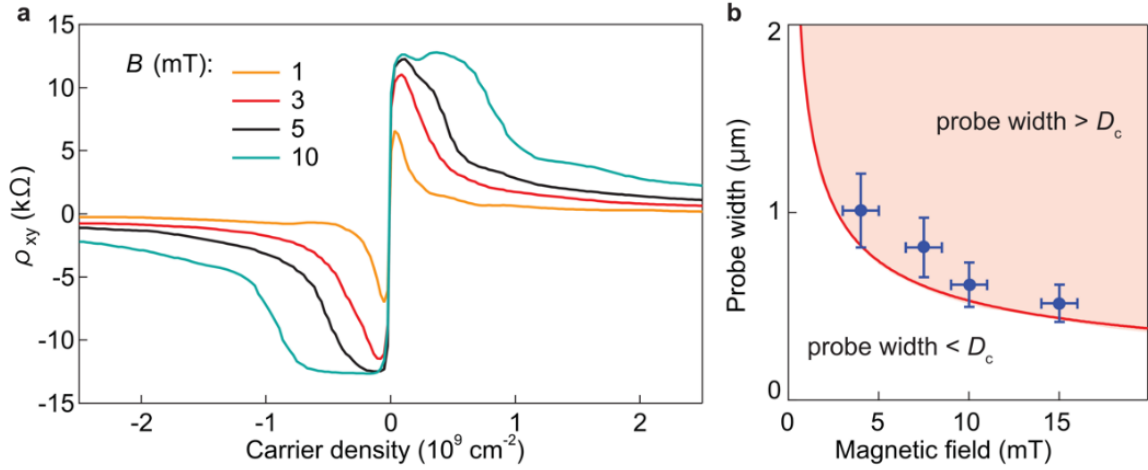 a
15
10
5
0
-5
-10
-15
ρxy (kΩ)
B (mT):
1
3
5
10
-2
-1
0
1
2
Carrier density (10⁹ cm⁻²)
b
2
1
0
Probe width (μm)
probe width > Dc
probe width < Dc
0
5
10
15
Magnetic field (mT)